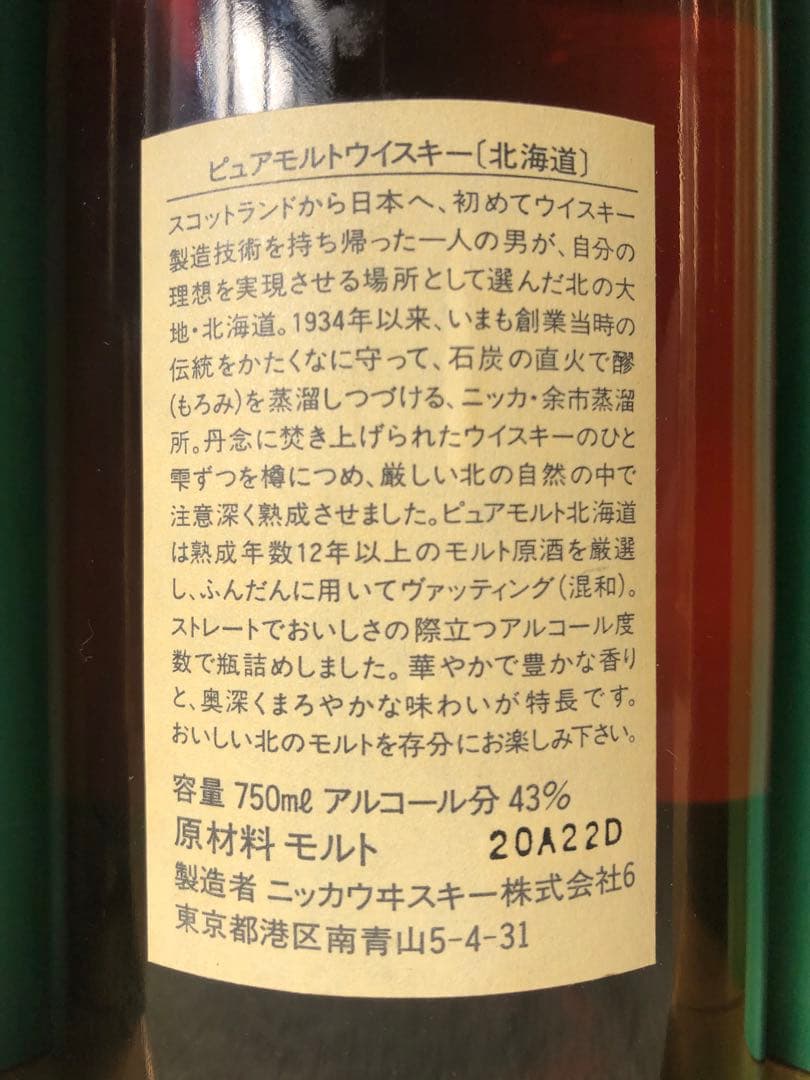 ピュアモルトウイスキー〔北海道〕
スコットランドから日本へ、初めてウイスキー
製造技術を持ち帰った一人の男が、自分の
理想を実現させる場所として選んだ北の大
地・北海道。1934年以来、いまも創業当時の
伝統をかたくなに守って、石炭の直火で醪
(もろみ)を蒸溜しつづける、ニッカ・余市蒸溜
所。丹念に焚き上げられたウイスキーのひと
雫ずつを樽につめ、厳しい北の自然の中で
注意深く熟成させました。ピュアモルト北海道
は熟成年数12年以上のモルト原酒を厳選
し、ふんだんに用いてヴァッティング(混和)。
ストレートでおいしさの際立つアルコール度
数で瓶詰めしました。華やかで豊かな香り
と、奥深くまろやかな味わいが特長です。
おいしい北のモルトを存分にお楽しみ下さい。
容量 750mℓ アルコール分 43%
原材料 モルト 20A22D
製造者 ニッカウヰスキー株式会社6
東京都港区南青山5-4-31